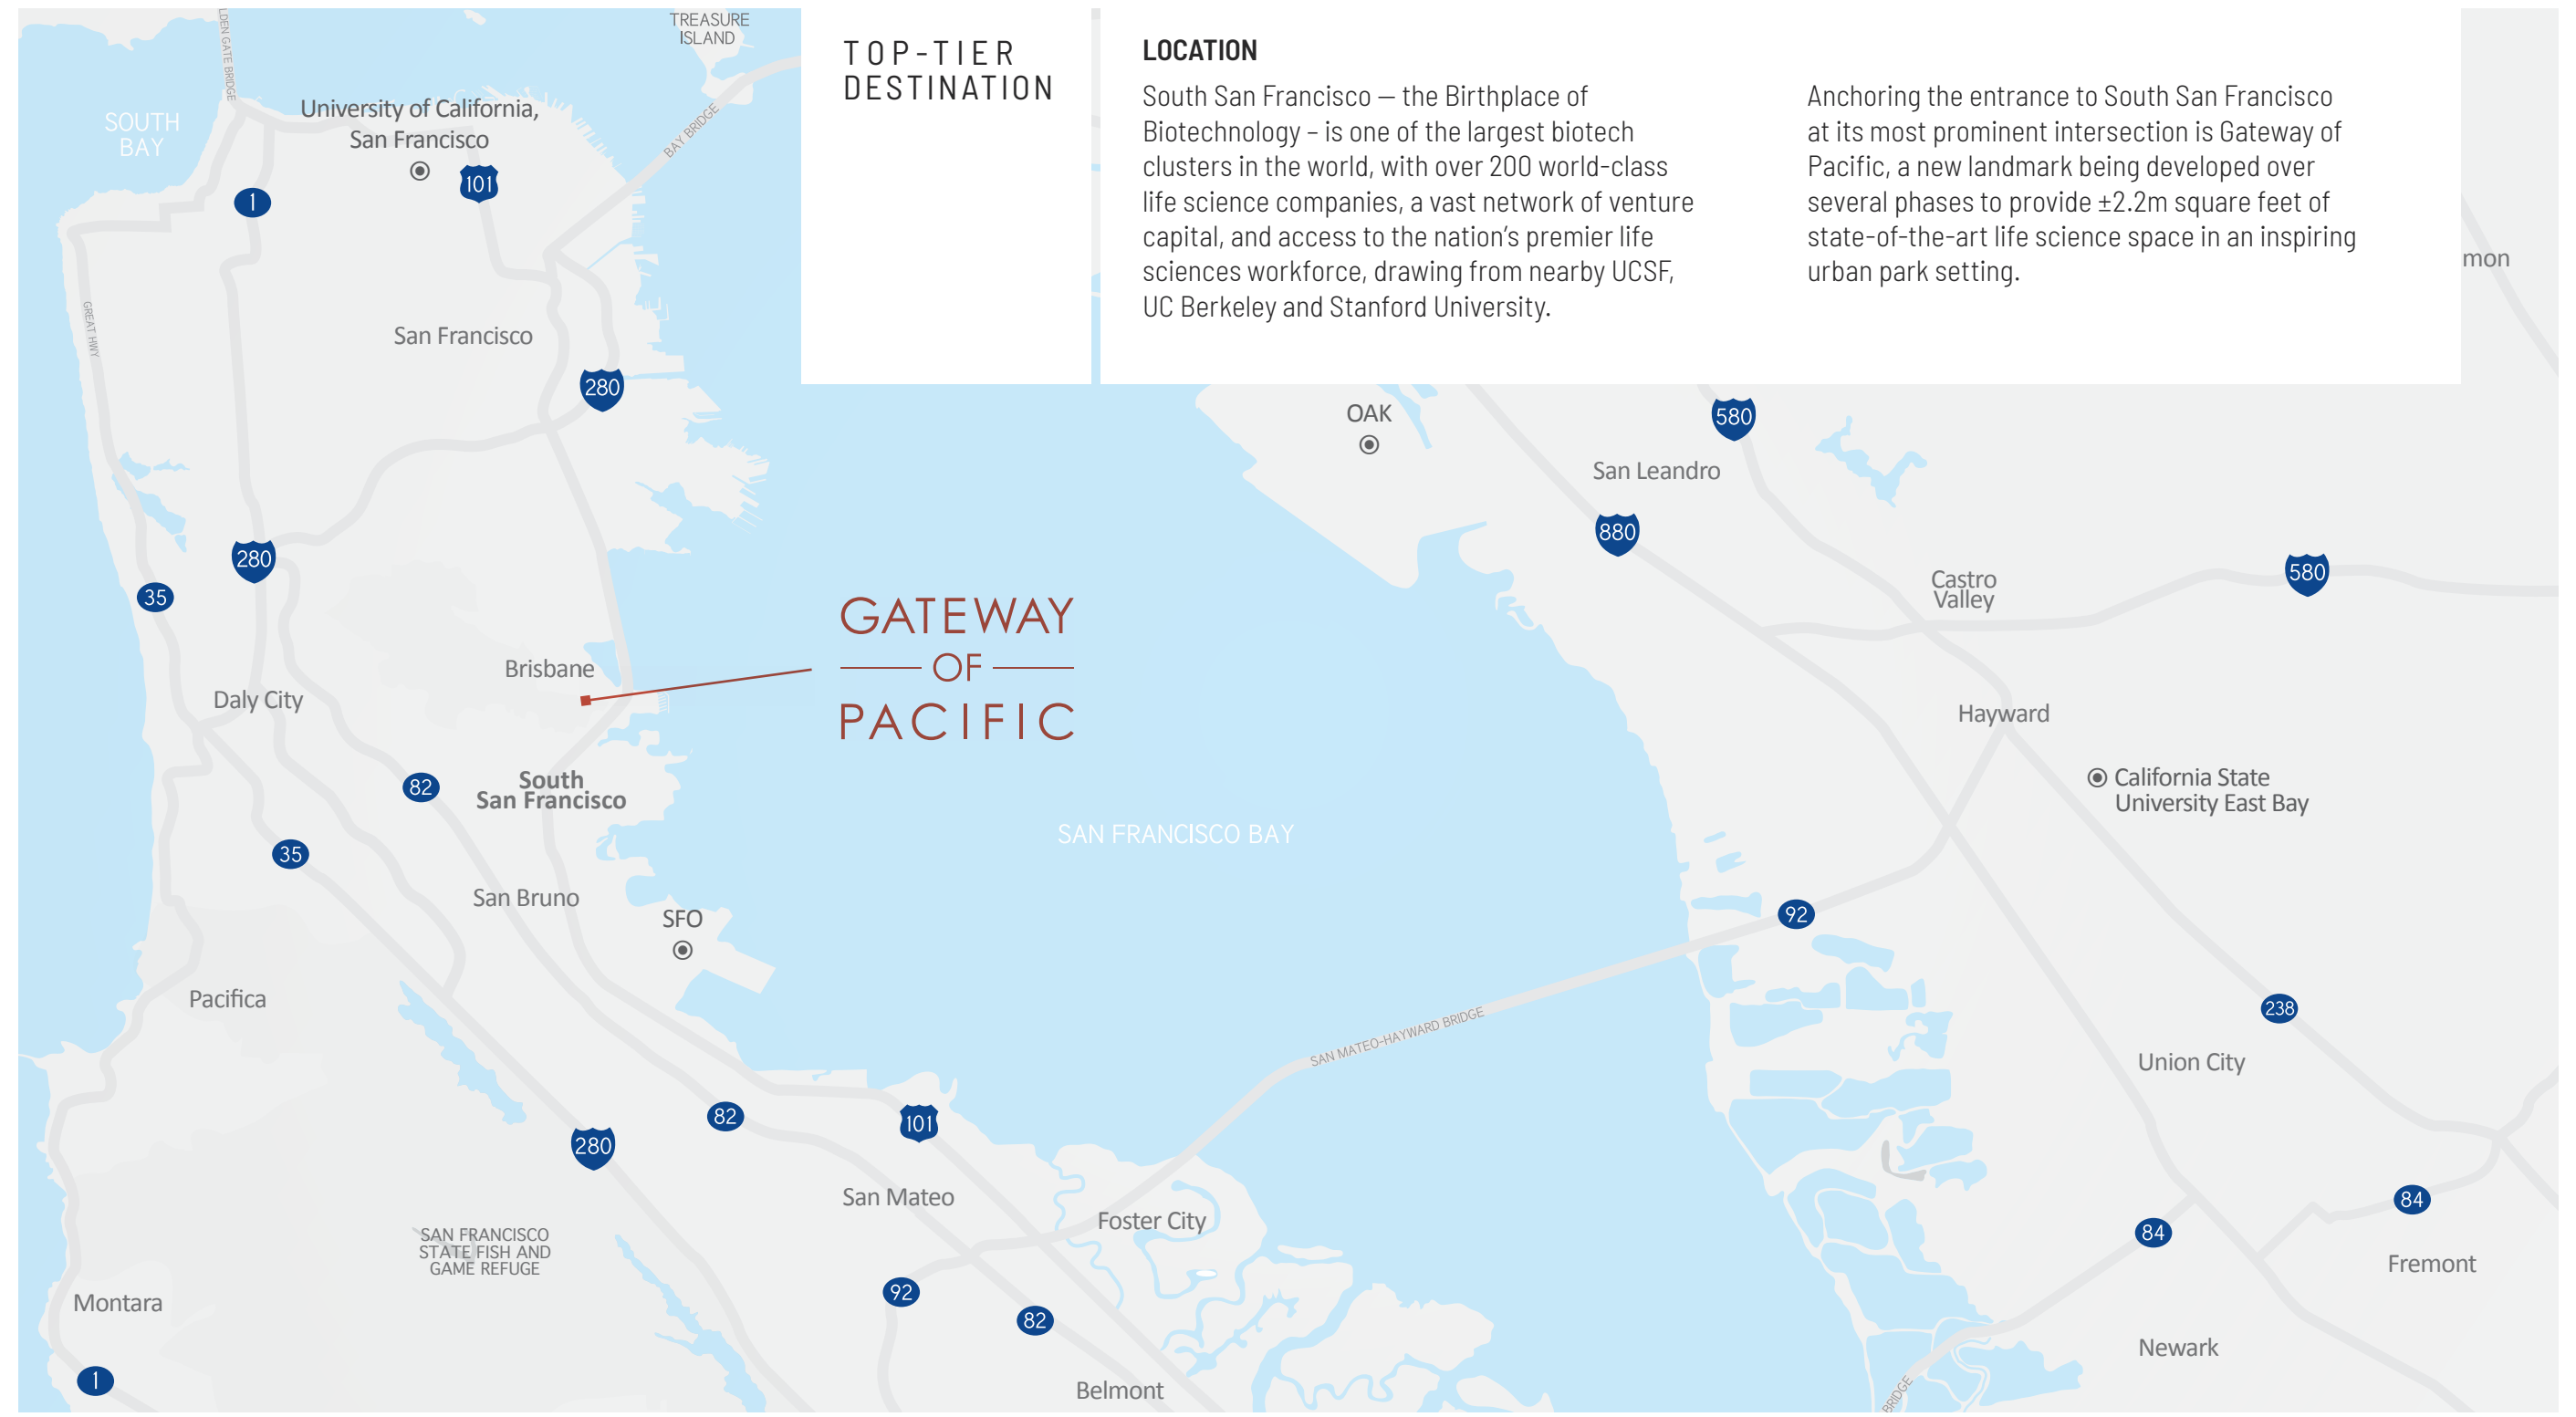 TOP-TIER
DESTINATION
LOCATION
South San Francisco — the Birthplace of
Biotechnology – is one of the largest biotech
clusters in the world, with over 200 world-class
life science companies, a vast network of venture
capital, and access to the nation's premier life
sciences workforce, drawing from nearby UCSF,
UC Berkeley and Stanford University.
Anchoring the entrance to South San Francisco
at its most prominent intersection is Gateway of
Pacific, a new landmark being developed over
several phases to provide ±2.2m square feet of
state-of-the-art life science space in an inspiring
urban park setting.
TREASURE
ISLAND
LDEN GATE BRIDGE
SOUTH
BAY
University of California,
San Francisco
101
1
BAY BRIDGE
mon
GREAT HWY
San Francisco
280
OAK
580
San Leandro
880
280
580
35
Castro
Valley
GATEWAY
OF
PACIFIC
Brisbane
Daly City
Hayward
82
South
San Francisco
California State
University East Bay
SAN FRANCISCO BAY
35
San Bruno
SFO
92
Pacifica
238
SAN MATEO-HAYWARD BRIDGE
Union City
82
101
280
San Mateo
Foster City
84
84
SAN FRANCISCO
STATE FISH AND
GAME REFUGE
Fremont
92
Montara
82
Newark
1
Belmont
BRIDGE